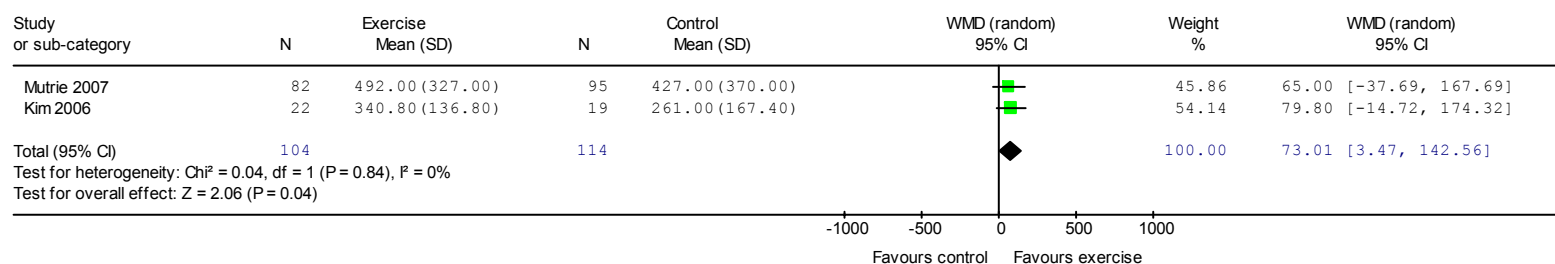 Study Exercise Control WMD (random) Weight WMD (random)
or sub-category N Mean (SD) N Mean (SD) 95% CI % 95% CI
Mutrie 2007 82 492.00(327.00) 95 427.00(370.00) 45.86 65.00 [-37.69, 167.69]
Kim 2006 22 340.80(136.80) 19 261.00(167.40) 54.14 79.80 [-14.72, 174.32]
Total (95% CI) 104 114 100.00 73.01 [3.47, 142.56]
Test for heterogeneity: Chi² = 0.04, df = 1 (P = 0.84), I² = 0%
Test for overall effect: Z = 2.06 (P = 0.04)
-1000 -500 0 500 1000
Favours control Favours exercise